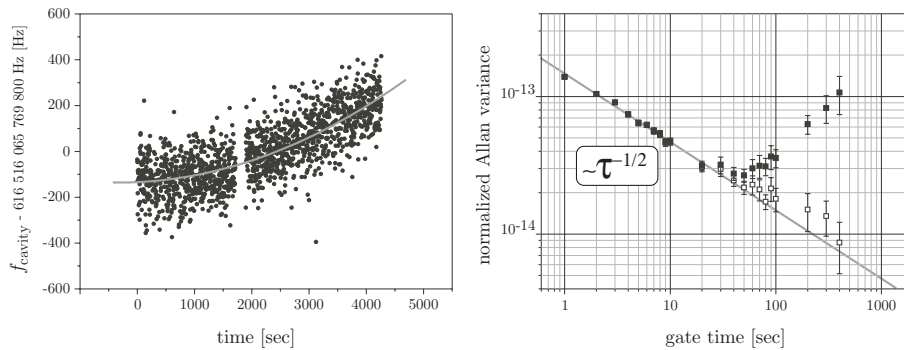 600
400
200
0
-200
-400
-600
f_cavity - 616 516 065 769 800 Hz [Hz]
0 1000 2000 3000 4000 5000
time [sec]
10^-13
10^-14
normalized Allan variance
~τ^-1/2
1 10 100 1000
gate time [sec]